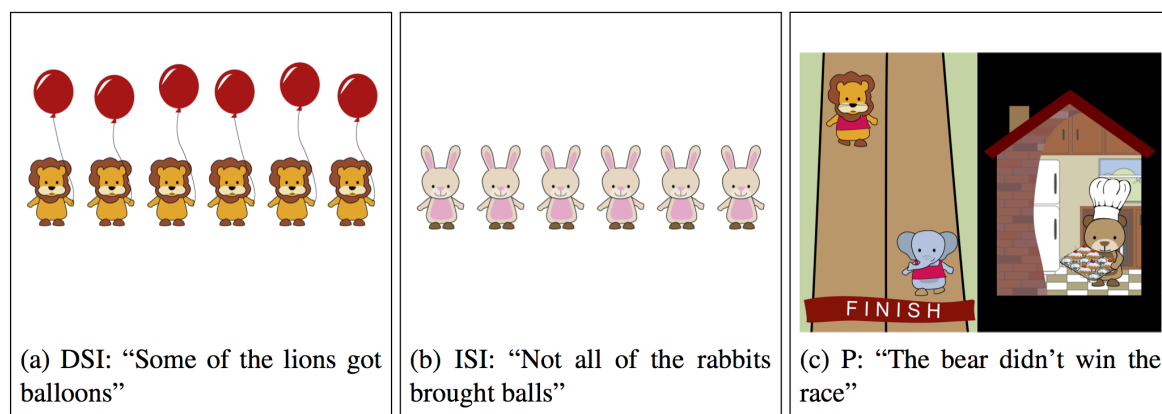 FINISH
(a) DSI: “Some of the lions got
balloons”
(b) ISI: “Not all of the rabbits
brought balls”
(c) P: “The bear didn’t win the
race”